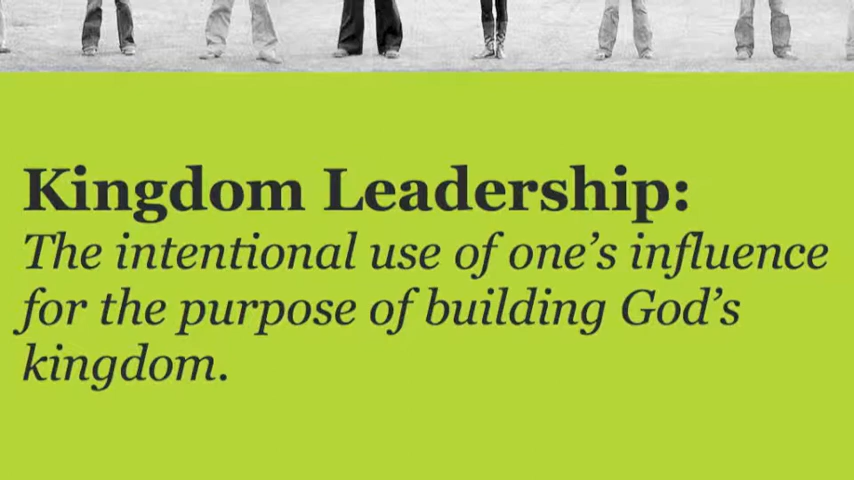 Kingdom Leadership:
The intentional use of one’s influence
for the purpose of building God’s
kingdom.